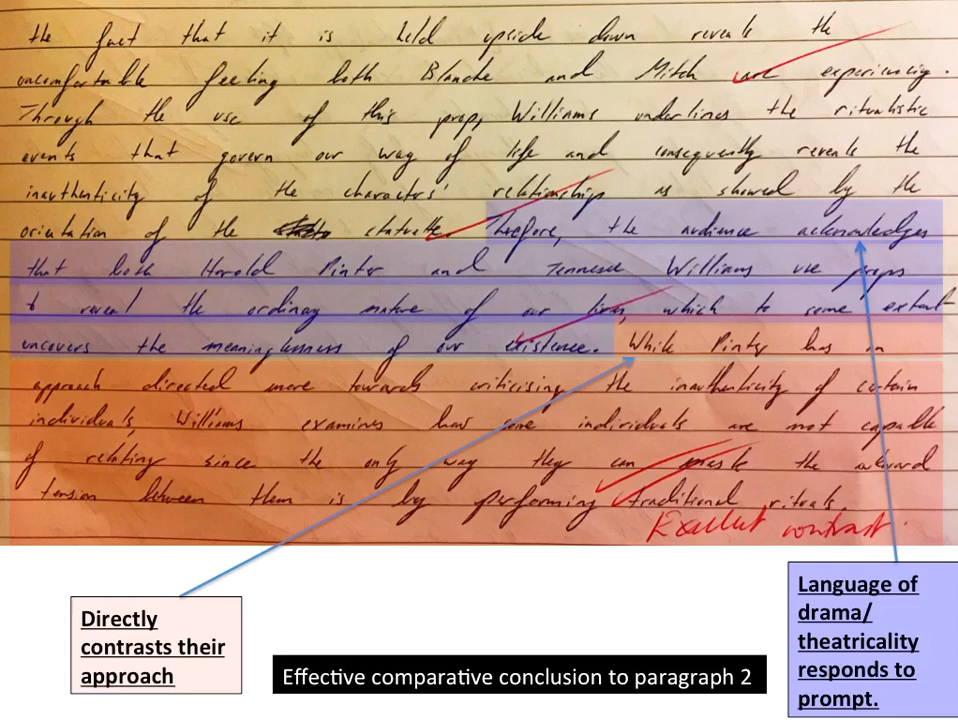 the fact that it is held upside down reveals the
uncomfortable feeling both Blanche and Mitch are experiencing.
Through the use of this prop, Williams underlines the ritualistic
events that govern our way of life and consequently reveals the
inauthenticity of the characters' relationships as showed by the
orientation of the statuette. Therefore, the audience acknowledges
that both Harold Pinter and Tennessee Williams use props
to reveal the ordinary nature of our lives, which to some extent
uncovers the meaninglessness of our existence. While Pinter has an
approach directed more towards criticising the inauthenticity of certain
individuals, Williams examines how some individuals are not capable
of relating since the only way they can mask the awkward
tension between them is by performing traditional rituals.
Excellent contrast.
Directly
contrasts their
approach
Effective comparative conclusion to paragraph 2
Language of
drama/
theatricality
responds to
prompt.